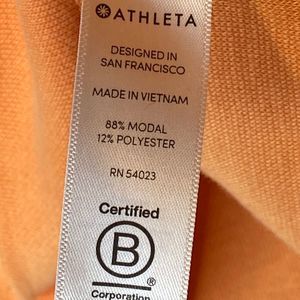 ATHLETA
DESIGNED IN
SAN FRANCISCO
MADE IN VIETNAM
88% MODAL
12% POLYESTER
RN 54023
Certified
B
®
Corporation